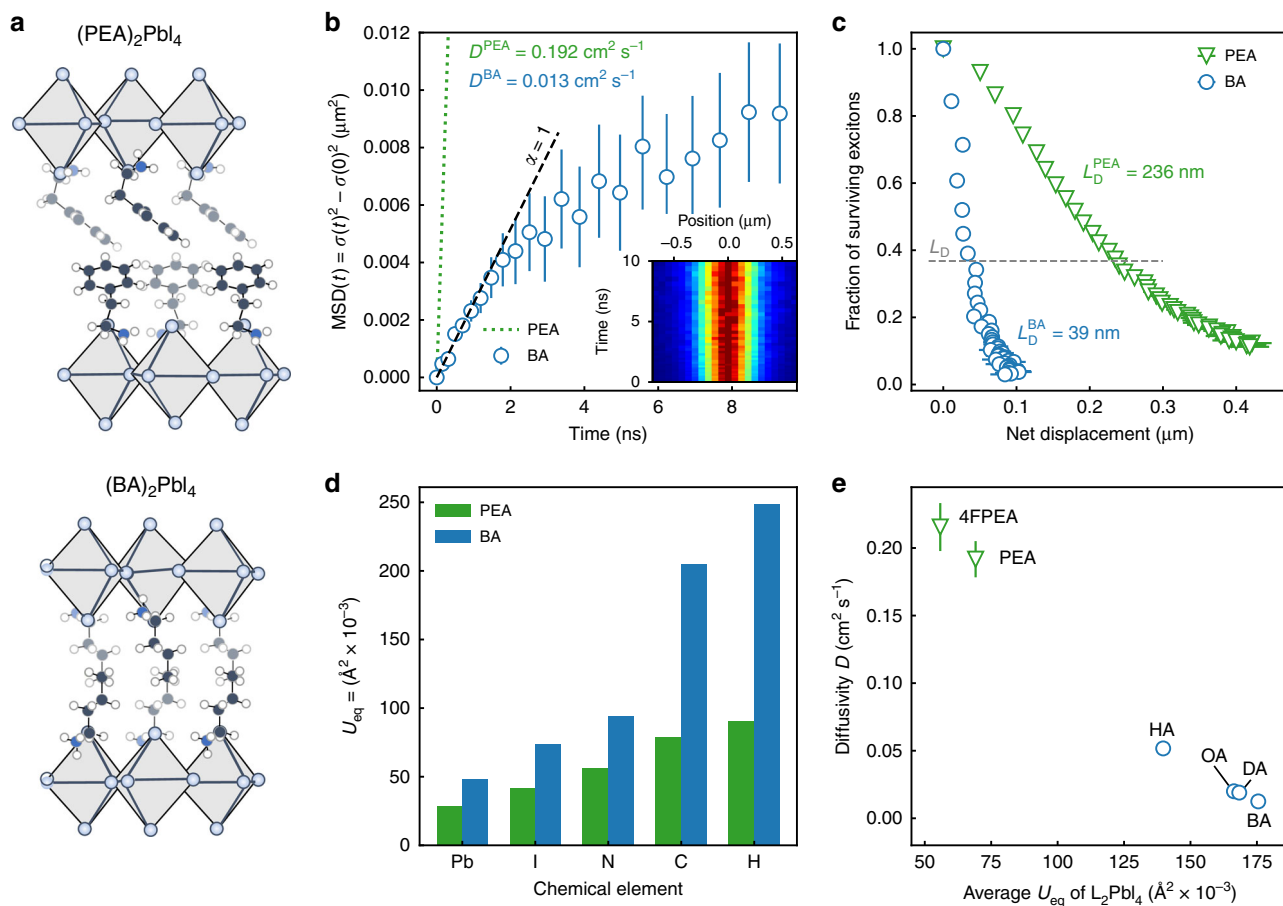 a
(PEA)₂PbI₄
(BA)₂PbI₄
b
MSD(t) = σ(t)² − σ(0)² (μm²)
0.012
0.010
0.008
0.006
0.004
0.002
0.000
D^PEA = 0.192 cm² s⁻¹
D^BA = 0.013 cm² s⁻¹
α = 1
PEA
BA
0
2
4
6
8
Time (ns)
Position (μm)
−0.5
0.0
0.5
Time (ns)
10
5
0
c
Fraction of surviving excitons
1.0
0.8
0.6
0.4
0.2
0.0
PEA
BA
L_D^PEA = 236 nm
L_D
L_D^BA = 39 nm
0.0
0.1
0.2
0.3
0.4
Net displacement (μm)
d
U_eq = (Å² × 10⁻³)
250
200
150
100
50
0
PEA
BA
Pb
I
N
C
H
Chemical element
e
Diffusivity D (cm² s⁻¹)
0.20
0.15
0.10
0.05
0.00
4FPEA
PEA
HA
OA
DA
BA
50
75
100
125
150
175
Average U_eq of L₂PbI₄ (Å² × 10⁻³)